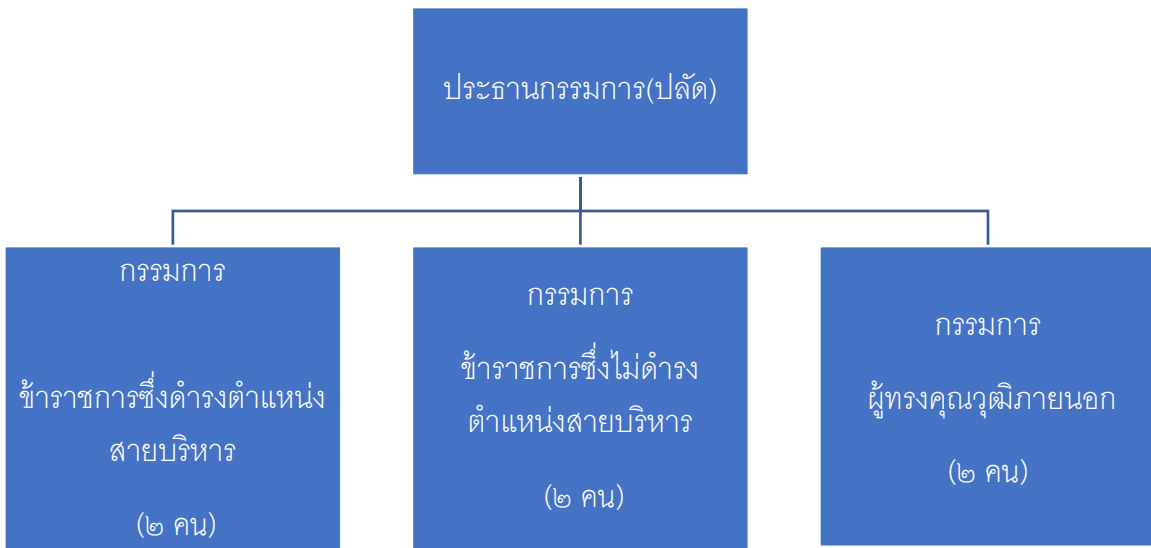 ประธานกรรมการ(ปลัด)
กรรมการ
ข้าราชการซึ่งดำรงตำแหน่ง
สายบริหาร
(๒ คน)
กรรมการ
ข้าราชการซึ่งไม่ดำรง
ตำแหน่งสายบริหาร
(๒ คน)
กรรมการ
ผู้ทรงคุณวุฒิภายนอก
(๒ คน)